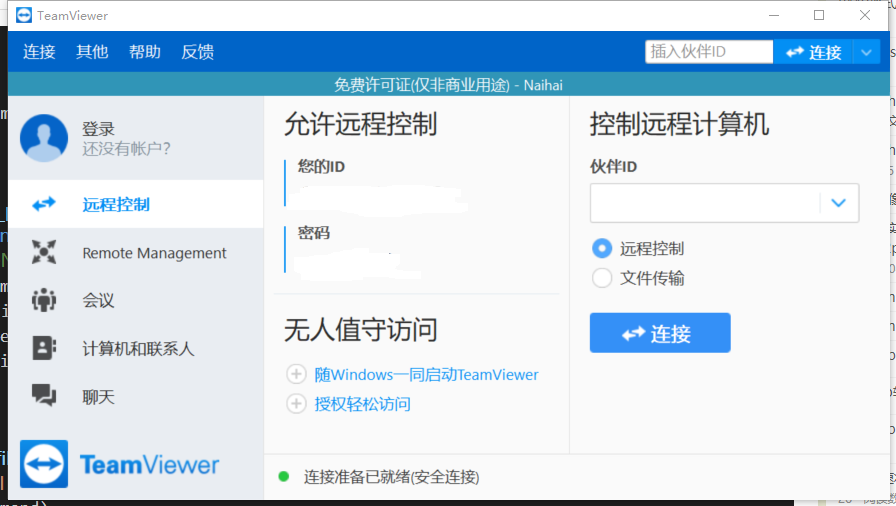 TeamViewer
连接 其他 帮助 反馈 插入伙伴ID 连接
免费许可证(仅非商业用途) - Naihai
登录
还没有帐户?
远程控制
Remote Management
会议
计算机和联系人
聊天
TeamViewer
允许远程控制
您的ID
密码
无人值守访问
随Windows一同启动TeamViewer
授权轻松访问
控制远程计算机
伙伴ID
远程控制
文件传输
连接
连接准备已就绪(安全连接)